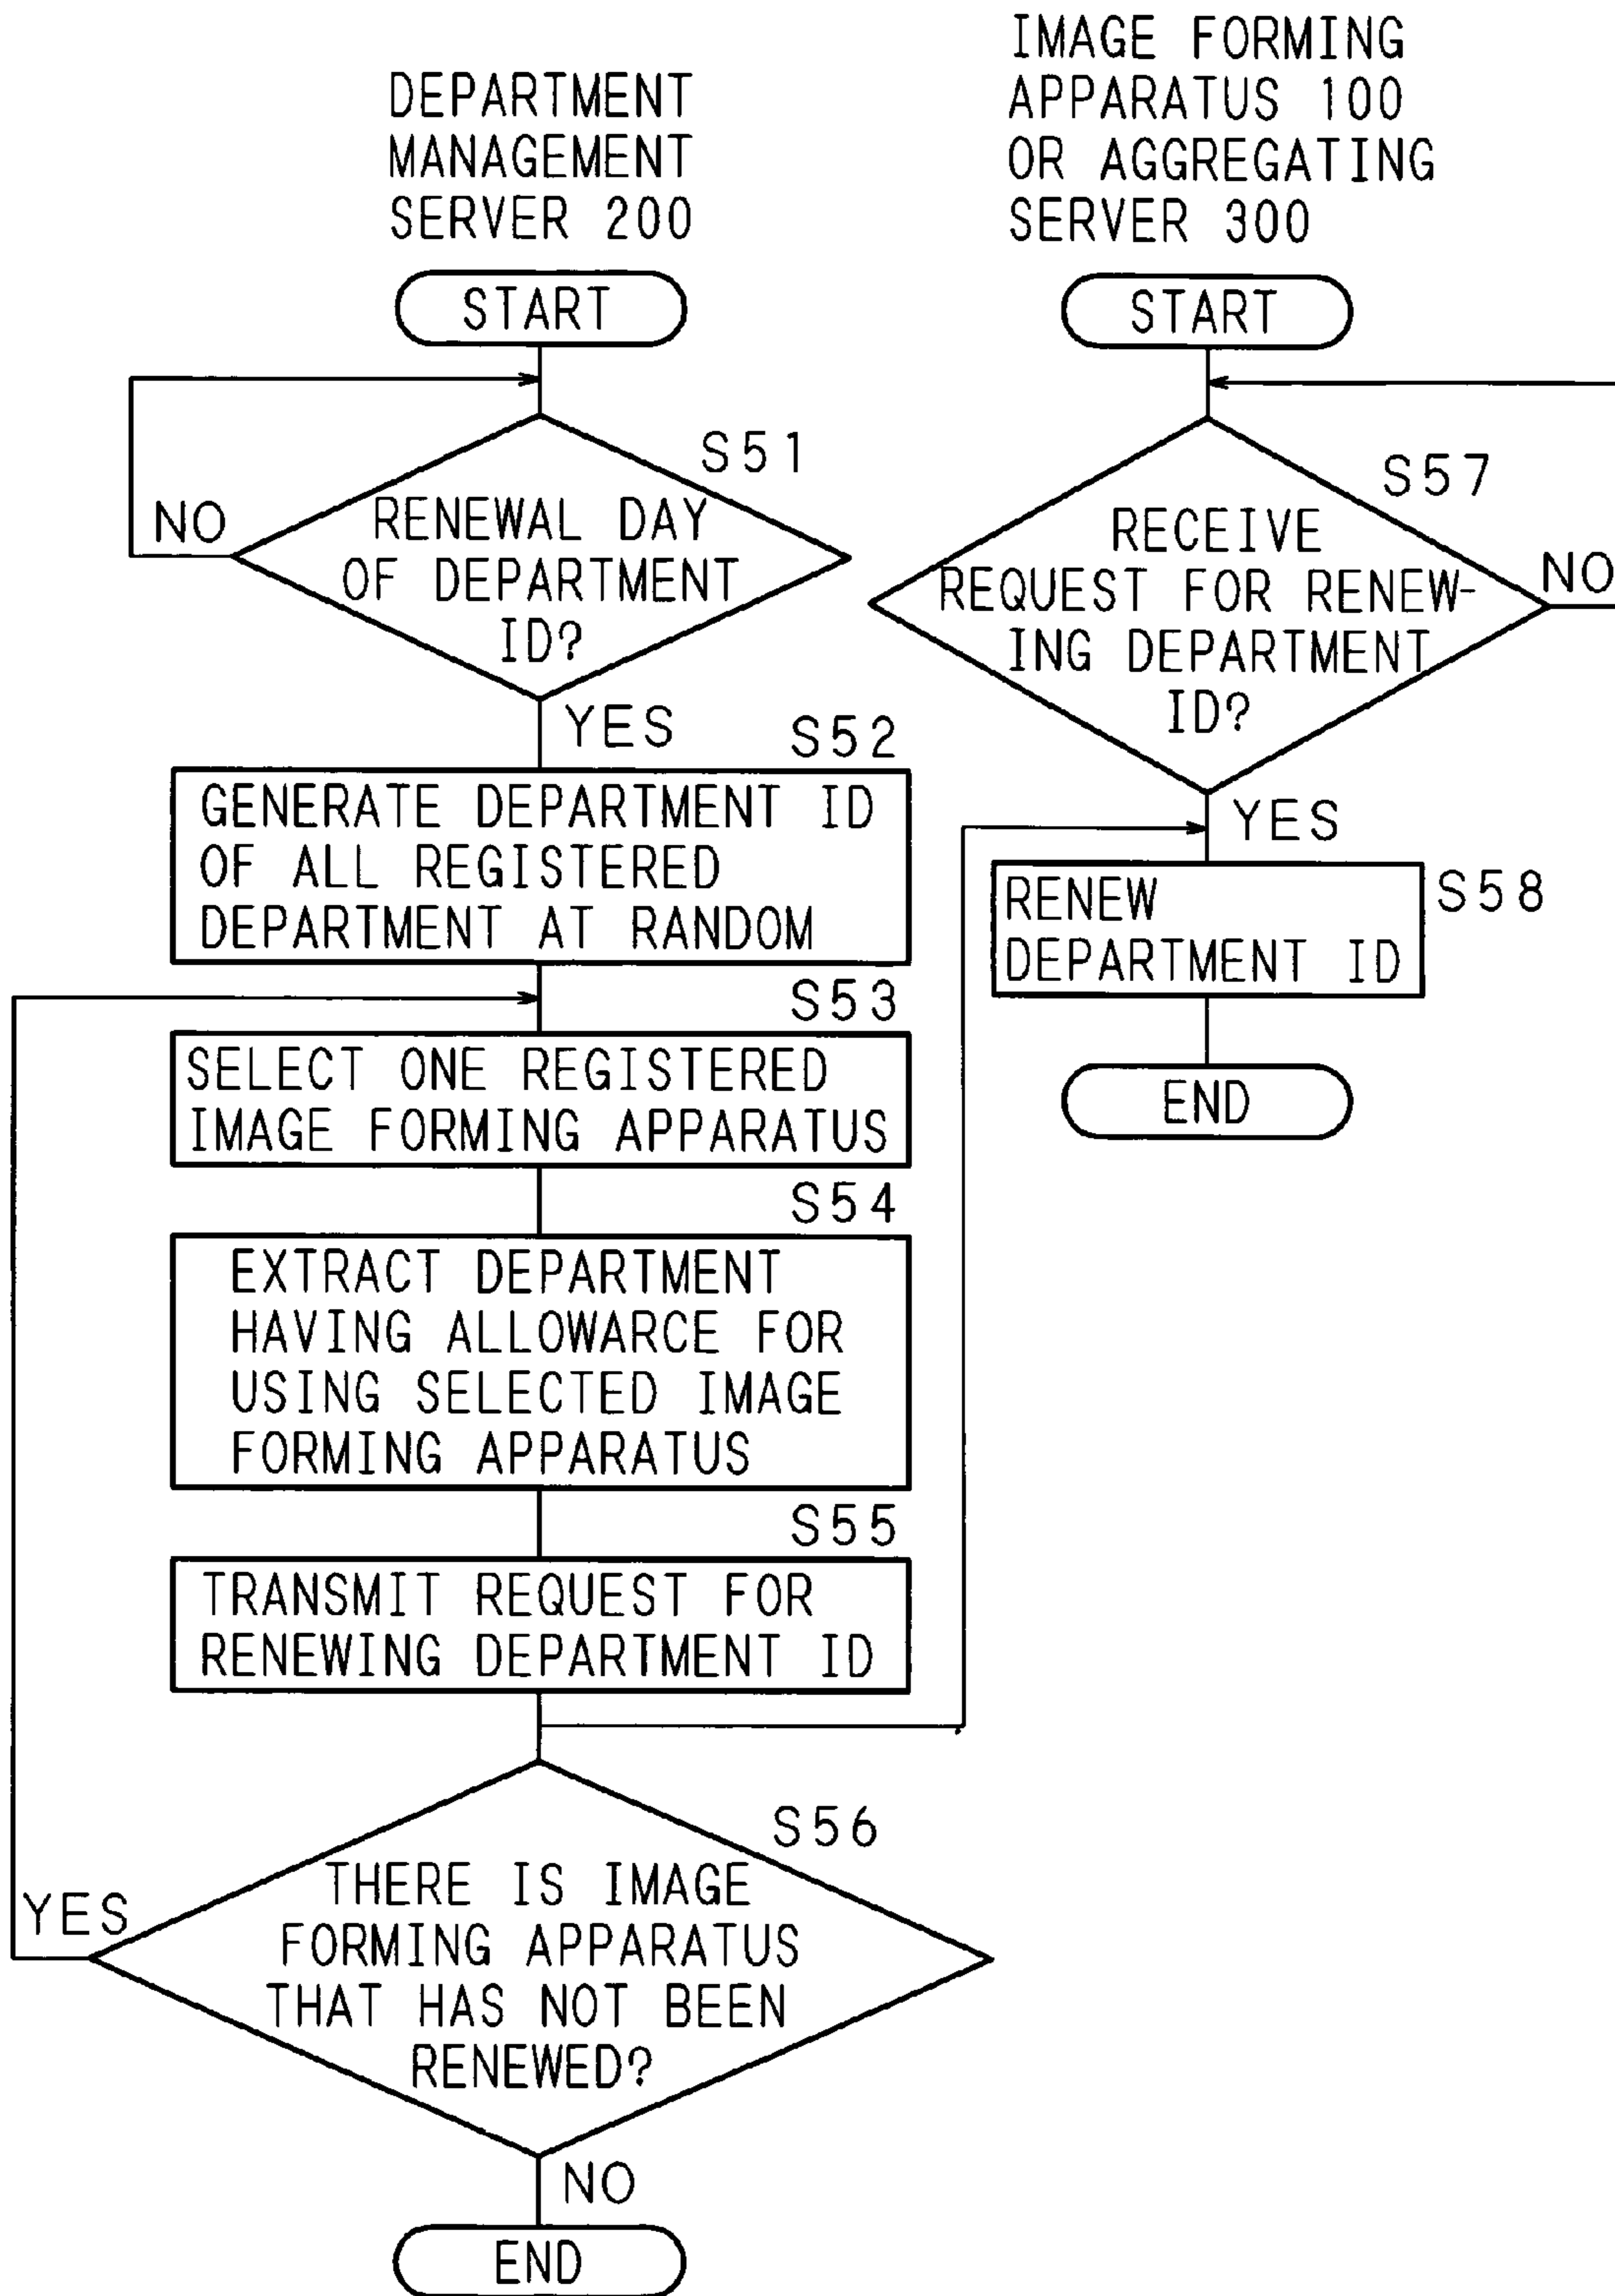 DEPARTMENT
MANAGEMENT
SERVER 200
START
S51
NO
RENEWAL DAY
OF DEPARTMENT
ID?
YES
S52
GENERATE DEPARTMENT ID
OF ALL REGISTERED
DEPARTMENT AT RANDOM
S53
SELECT ONE REGISTERED
IMAGE FORMING APPARATUS
S54
EXTRACT DEPARTMENT
HAVING ALLOWARCE FOR
USING SELECTED IMAGE
FORMING APPARATUS
S55
TRANSMIT REQUEST FOR
RENEWING DEPARTMENT ID
S56
YES
THERE IS IMAGE
FORMING APPARATUS
THAT HAS NOT BEEN
RENEWED?
NO
END
IMAGE FORMING
APPARATUS 100
OR AGGREGATING
SERVER 300
START
S57
RECEIVE
REQUEST FOR RENEW-
ING DEPARTMENT
ID?
NO
YES
S58
RENEW
DEPARTMENT ID
END